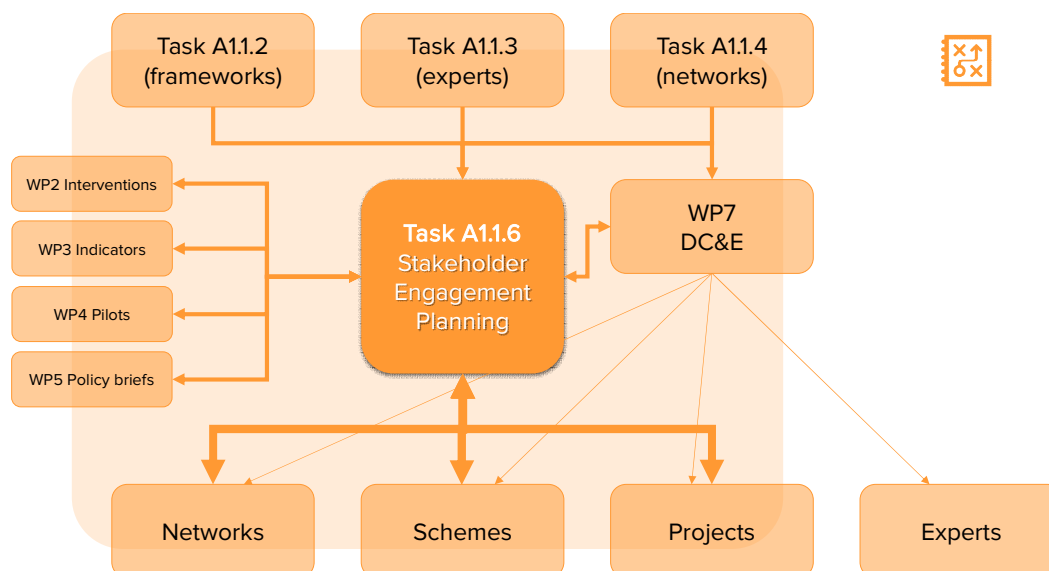 Task A1.1.2
(frameworks)
Task A1.1.3
(experts)
Task A1.1.4
(networks)
WP2 Interventions
WP3 Indicators
WP4 Pilots
WP5 Policy briefs
Task A1.1.6
Stakeholder
Engagement
Planning
WP7
DC&E
Networks
Schemes
Projects
Experts